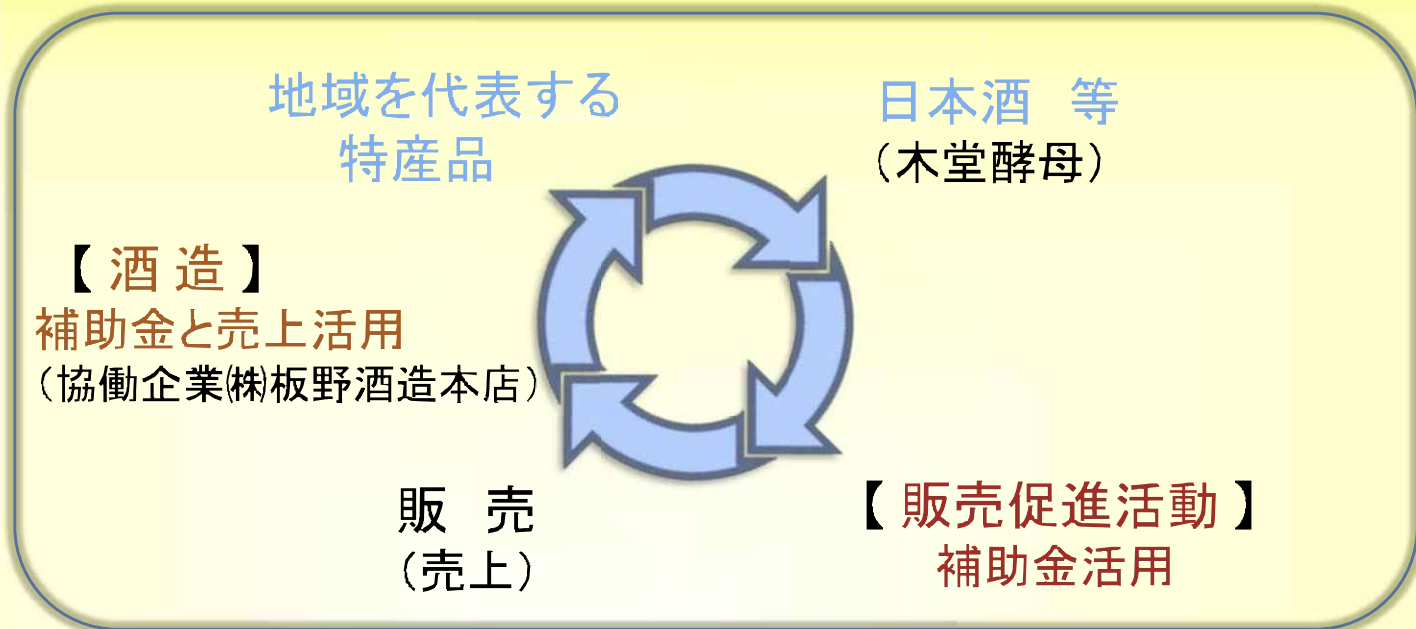 地域を代表する
特産品
日本酒　等
（木堂酵母）
【 酒 造 】
補助金と売上活用
（協働企業㈱板野酒造本店）
販　売
（売上）
【 販売促進活動 】
補助金活用